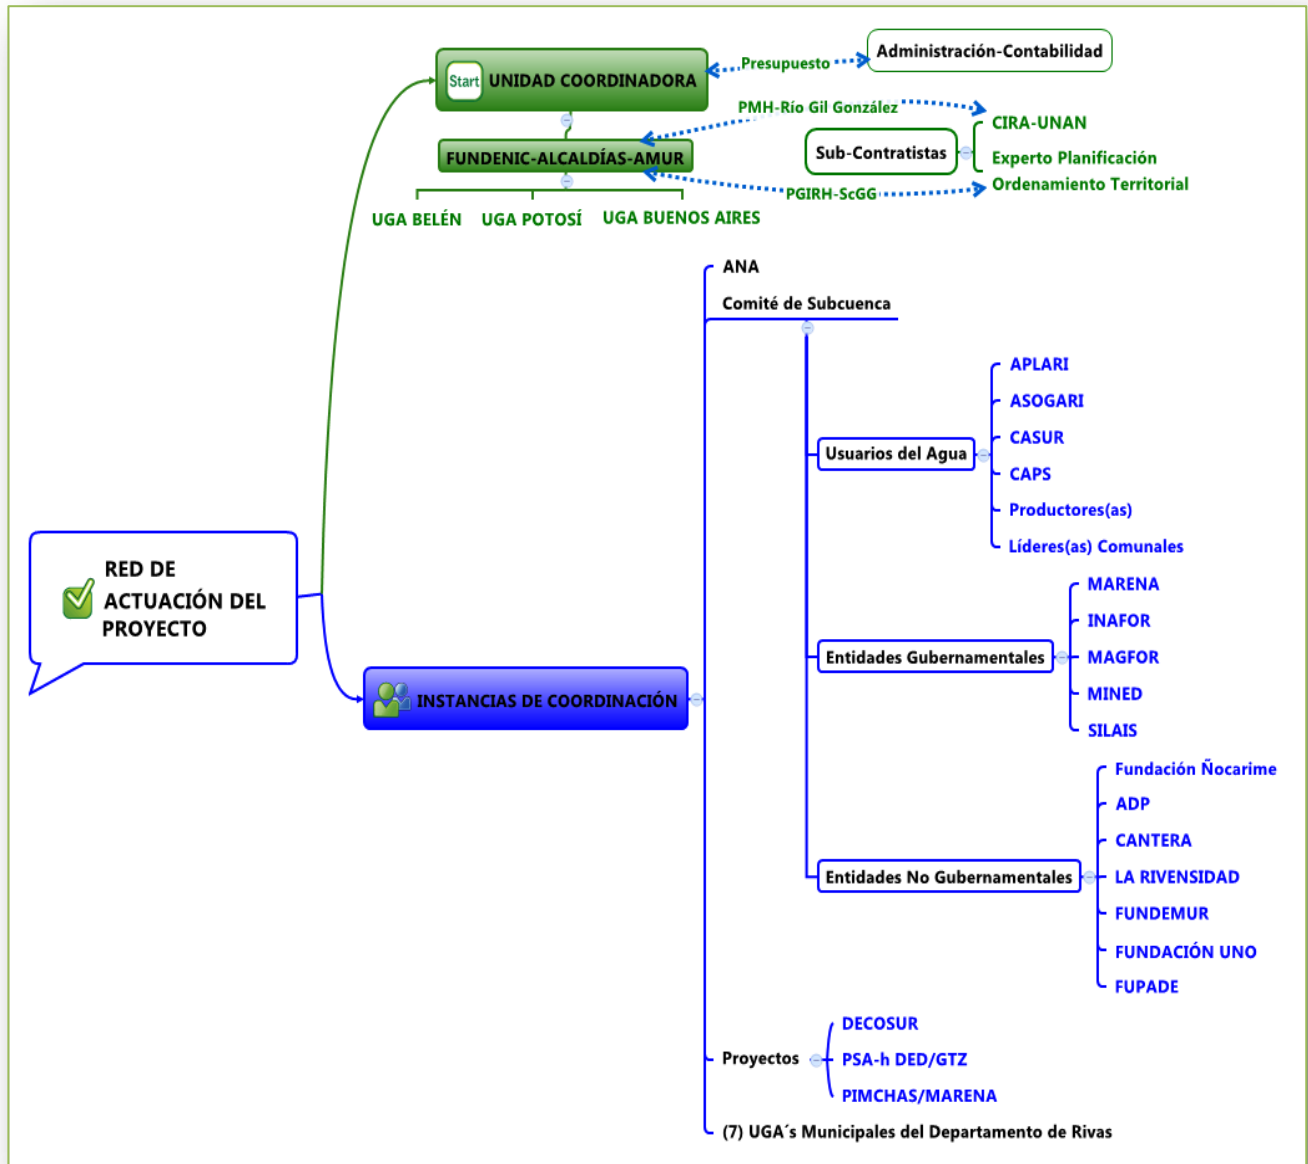 Start
UNIDAD COORDINADORA
Presupuesto
Administración-Contabilidad
PMH-Río Gil González
FUNDENIC-ALCALDÍAS-AMUR
Sub-Contratistas
CIRA-UNAN
Experto Planificación
Ordenamiento Territorial
PGIRH-ScGG
UGA BELÉN
UGA POTOSÍ
UGA BUENOS AIRES
RED DE
ACTUACIÓN DEL
PROYECTO
INSTANCIAS DE COORDINACIÓN
ANA
Comité de Subcuenca
Usuarios del Agua
APLARI
ASOGARI
CASUR
CAPS
Productores(as)
Líderes(as) Comunales
Entidades Gubernamentales
MARENA
INAFOR
MAGFOR
MINED
SILAIS
Entidades No Gubernamentales
Fundación Ñocarime
ADP
CANTERA
LA RIVENSIDAD
FUNDEMUR
FUNDACIÓN UNO
FUPADE
Proyectos
DECOSUR
PSA-h DED/GTZ
PIMCHAS/MARENA
(7) UGA´s Municipales del Departamento de Rivas